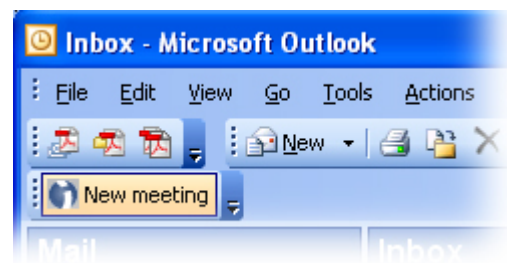 Inbox - Microsoft Outlook
File Edit View Go Tools Actions
New
New meeting
Mail Inbox